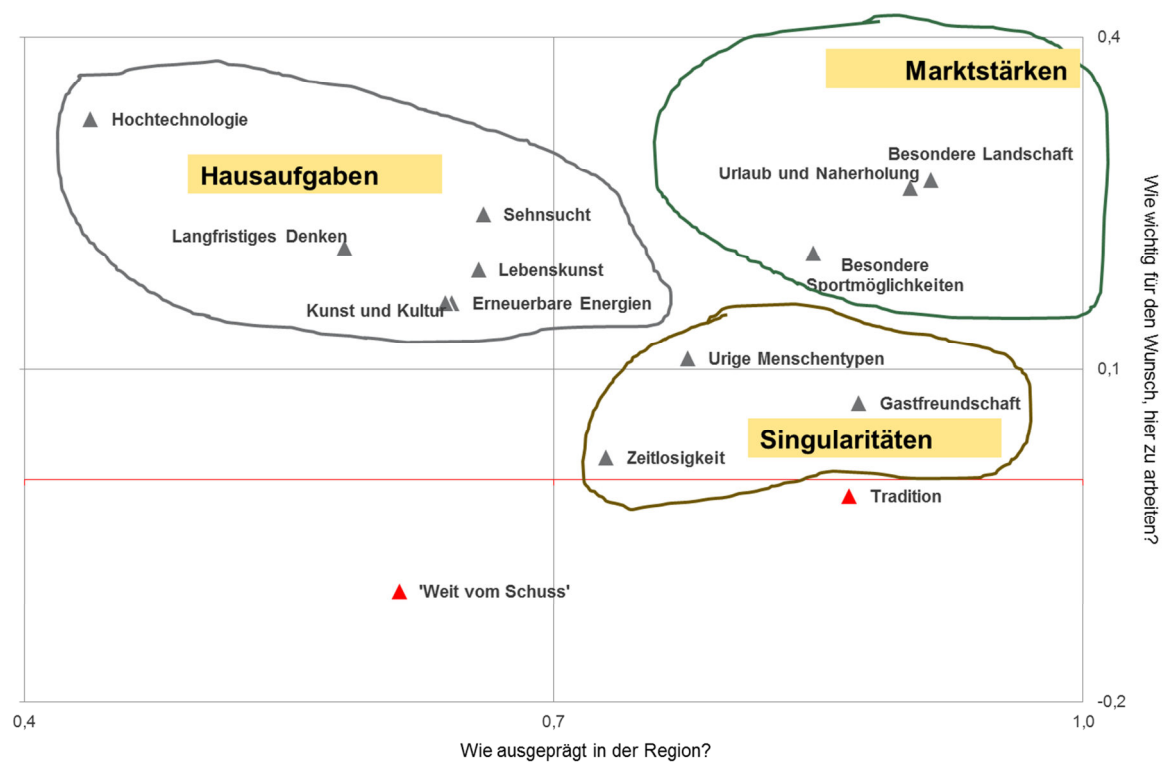 0,4
Marktstärken
Hochtechnologie
Besondere Landschaft
Hausaufgaben
Urlaub und Naherholung
Sehnsucht
Langfristiges Denken
Besondere
Sportmöglichkeiten
Lebenskunst
Kunst und Kultur
Erneuerbare Energien
Urige Menschentypen
0,1
Gastfreundschaft
Singularitäten
Zeitlosigkeit
Tradition
'Weit vom Schuss'
-0,2
0,4
0,7
1,0
Wie ausgeprägt in der Region?
Wie wichtig für den Wunsch, hier zu arbeiten?